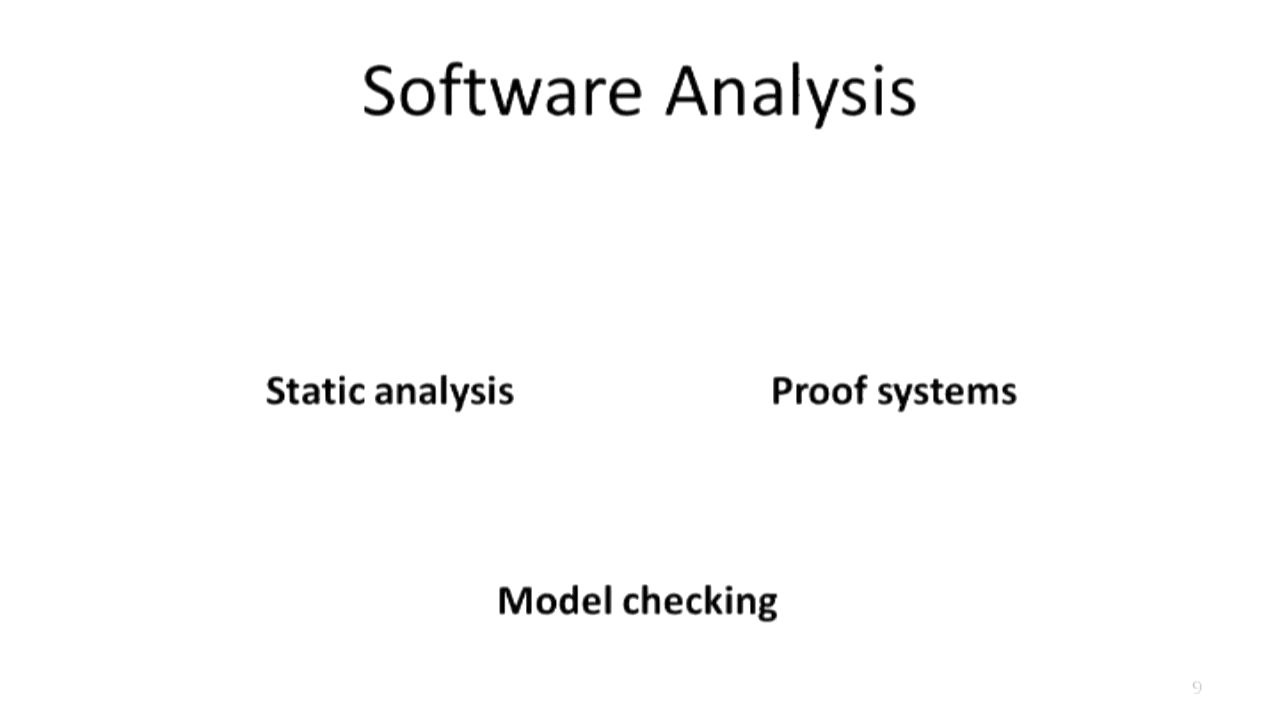 Software Analysis
Static analysis
Proof systems
Model checking
9